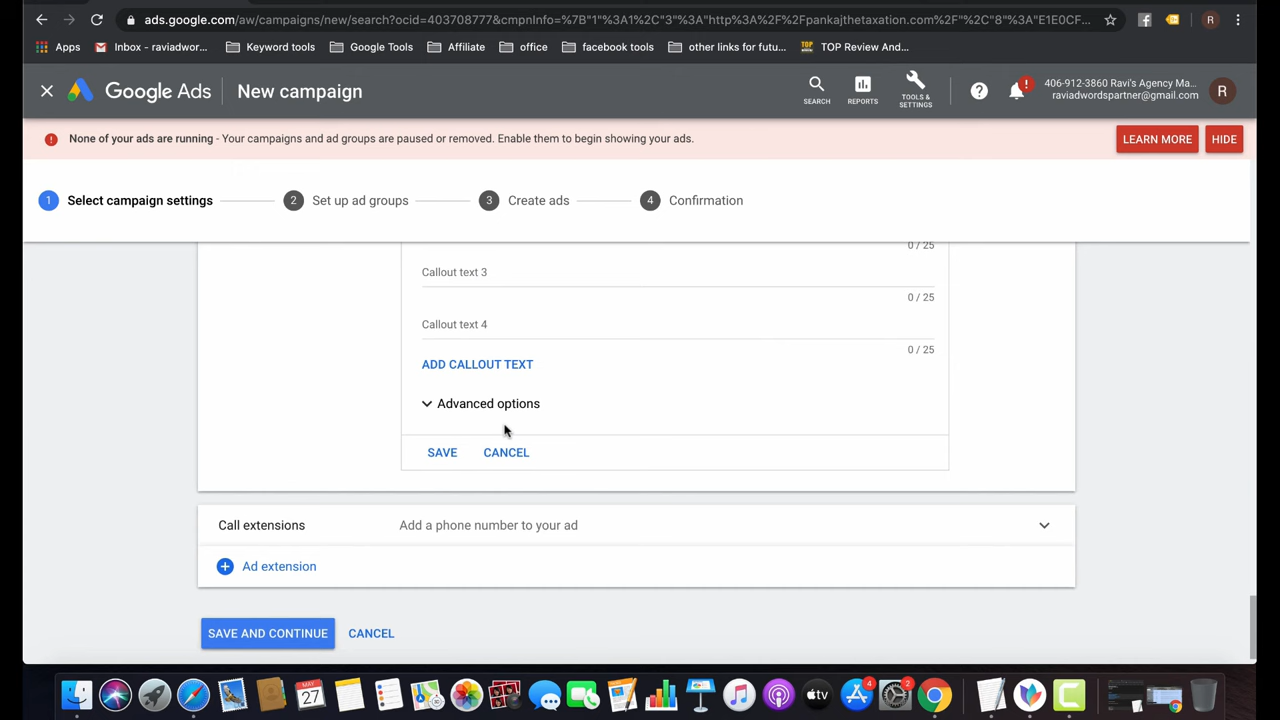 ads.google.com/aw/campaigns/new/search?ocid=403708777&cmpnInfo=%7B"1"%3A1%2C"3"%3A"http%3A%2F%2Fpankajthetaxation.com%2F"%2C"8"%3A"E1E0CF...
R
Apps
Inbox - raviadwor...
Keyword tools
Google Tools
Affiliate
office
facebook tools
other links for futu...
TOP Review And...
Google Ads
New campaign
SEARCH
REPORTS
TOOLS &
SETTINGS
406-912-3860 Ravi's Agency Ma...
raviadwordspartner@gmail.com
R
None of your ads are running - Your campaigns and ad groups are paused or removed. Enable them to begin showing your ads.
LEARN MORE
HIDE
1 Select campaign settings
2 Set up ad groups
3 Create ads
4 Confirmation
0 / 25
Callout text 3
0 / 25
Callout text 4
0 / 25
ADD CALLOUT TEXT
Advanced options
SAVE CANCEL
Call extensions Add a phone number to your ad
Ad extension
SAVE AND CONTINUE CANCEL
MAY
27
tv
4
2